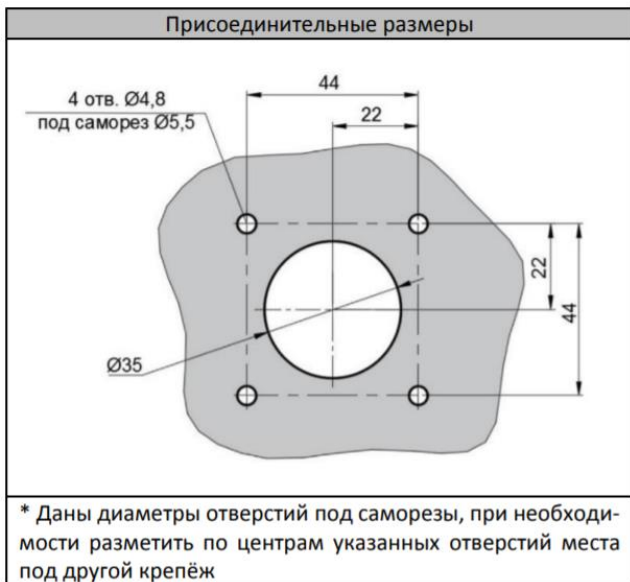 Присоединительные размеры
44
4 отв. Ø4,8
под саморез Ø5,5
22
22
44
Ø35
* Даны диаметры отверстий под саморезы, при необходи-
мости разметить по центрам указанных отверстий места
под другой крепёж